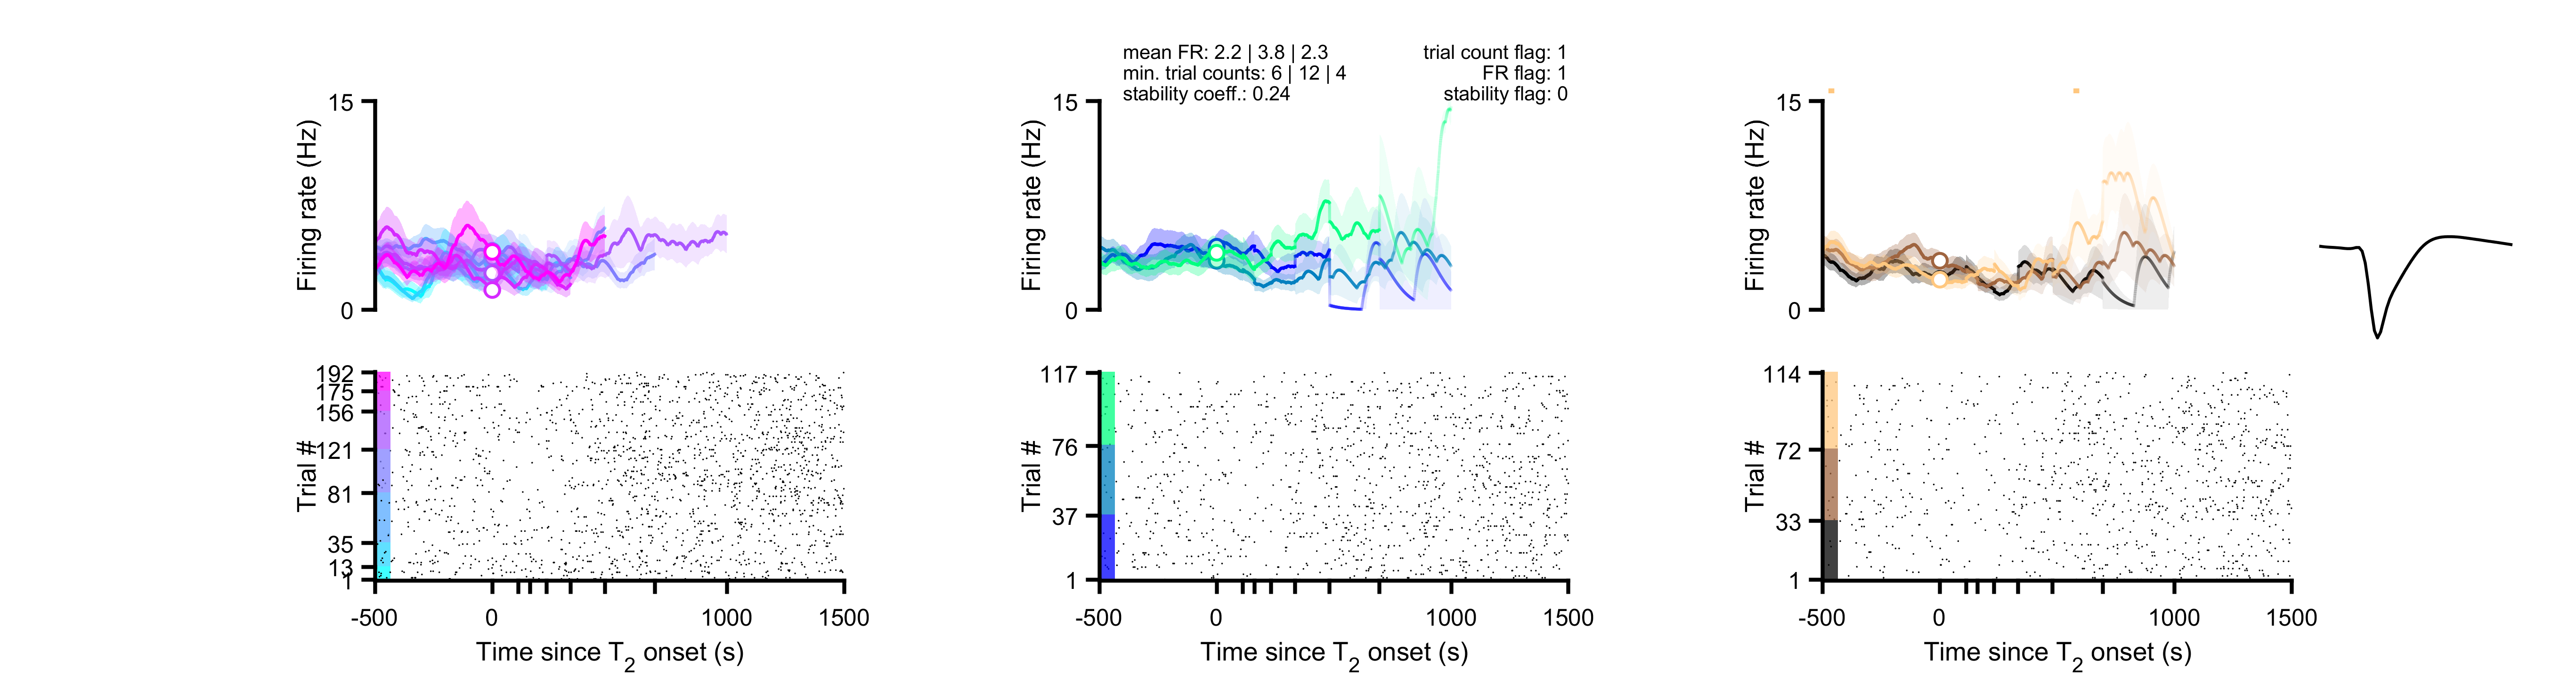 mean FR: 2.2 | 3.8 | 2.3
min. trial counts: 6 | 12 | 4
stability coeff.: 0.24
trial count flag: 1
FR flag: 1
stability flag: 0
15
Firing rate (Hz)
0
15
Firing rate (Hz)
0
15
Firing rate (Hz)
0
192
175
156
121
81
35
13
1
Trial #
-500
0
1000
1500
Time since T2 onset (s)
117
76
37
1
Trial #
-500
0
1000
1500
Time since T2 onset (s)
114
72
33
1
Trial #
-500
0
1000
1500
Time since T2 onset (s)